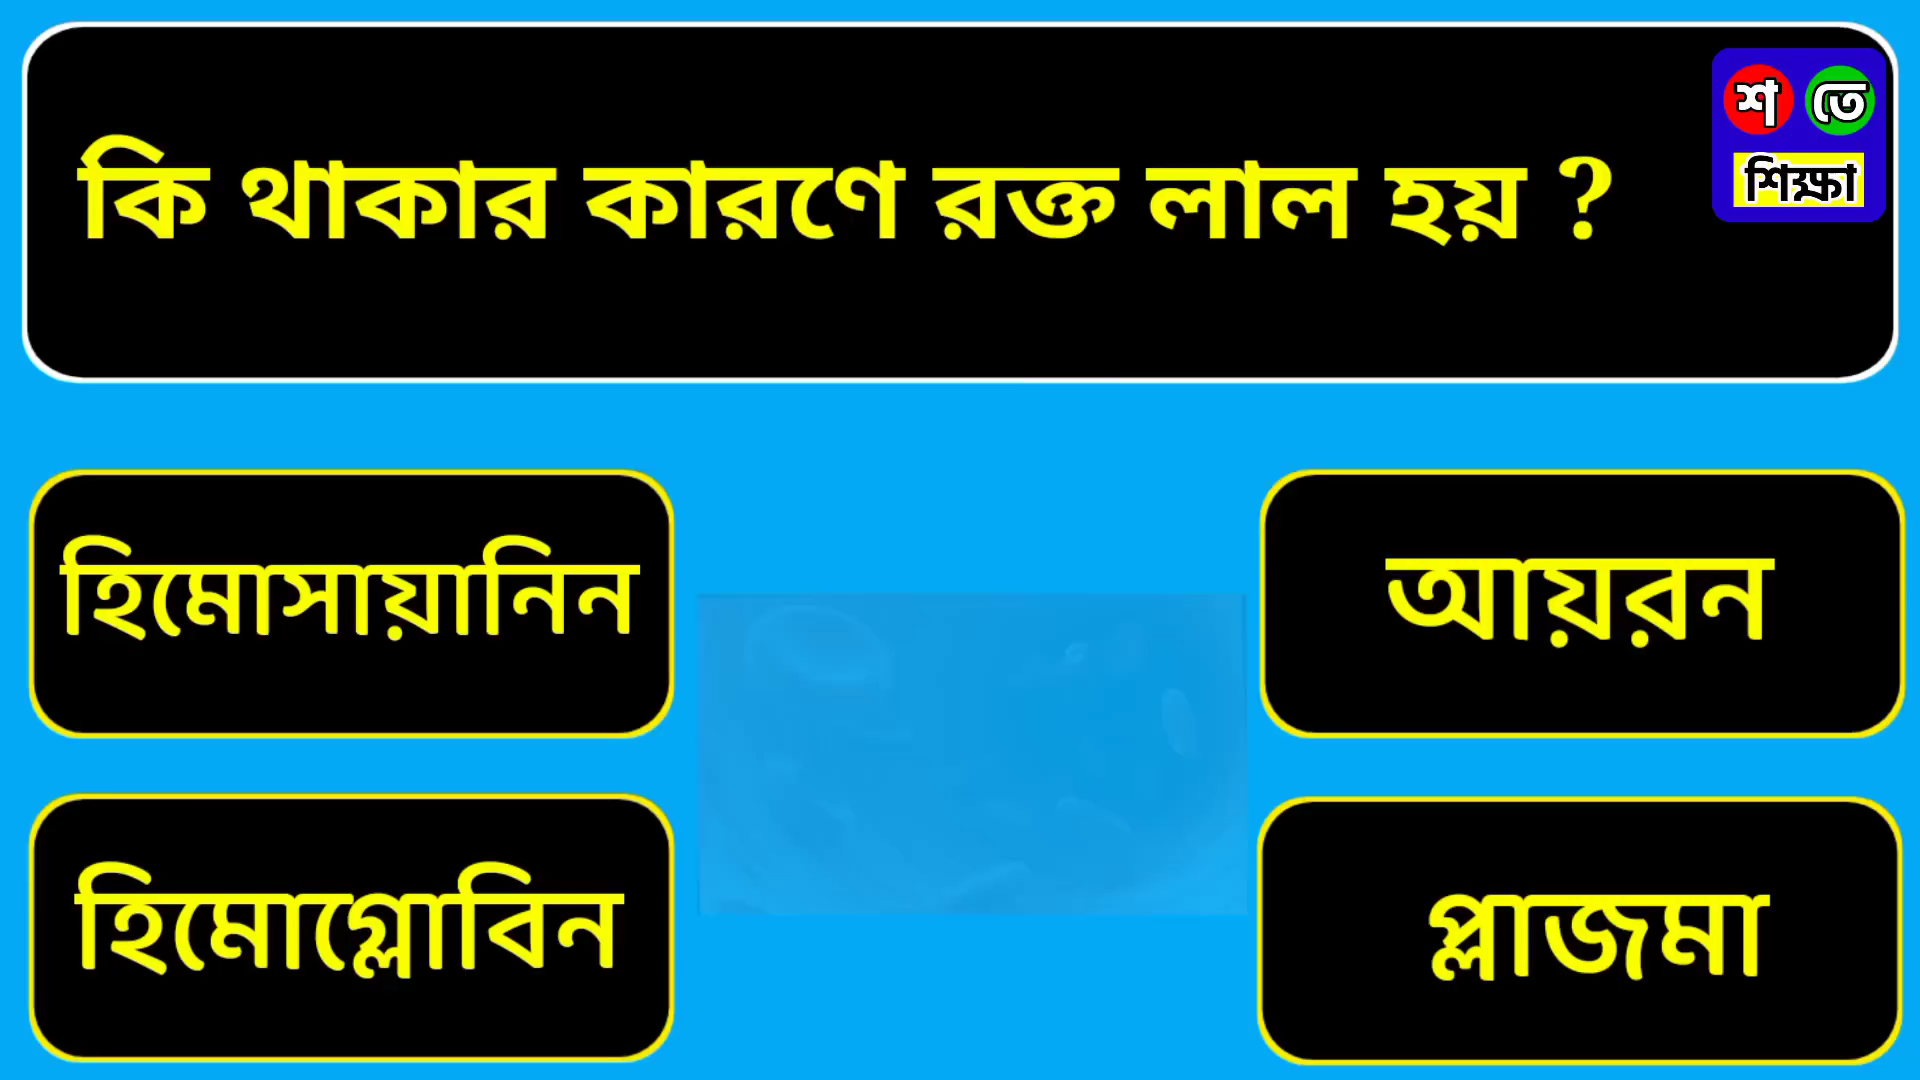 কি থাকার কারণে রক্ত লাল হয় ?
শ তে
শিক্ষা
হিমোসায়ানিন
আয়রন
হিমোগ্লোবিন
প্লাজমা